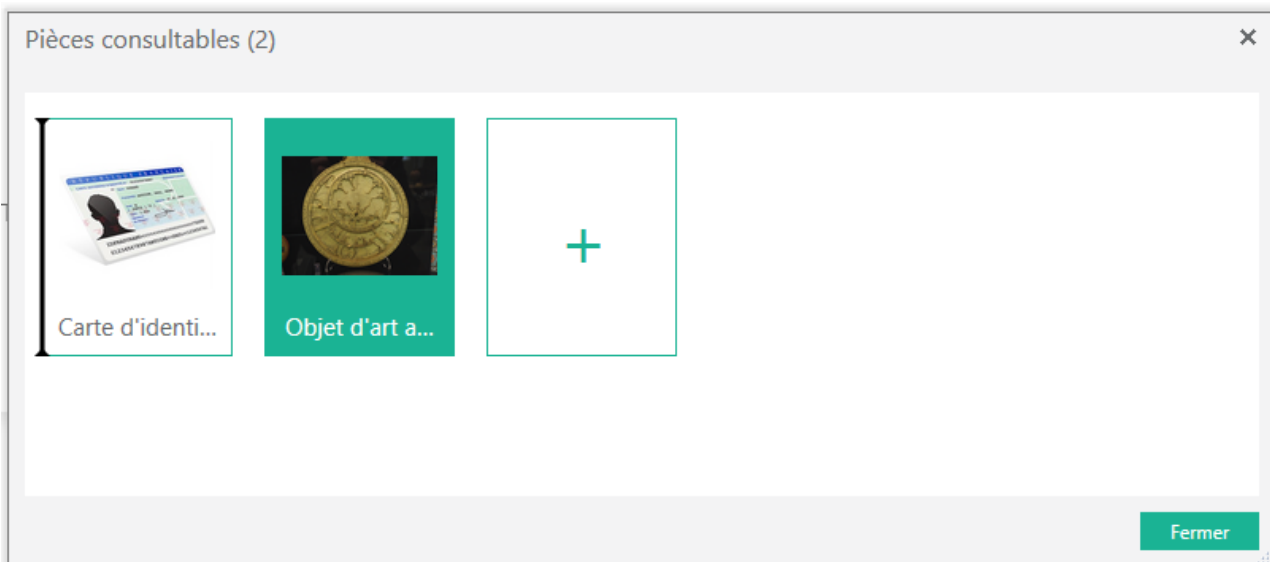 Pièces consultables (2)
Carte d'identi...
Objet d'art a...
Fermer